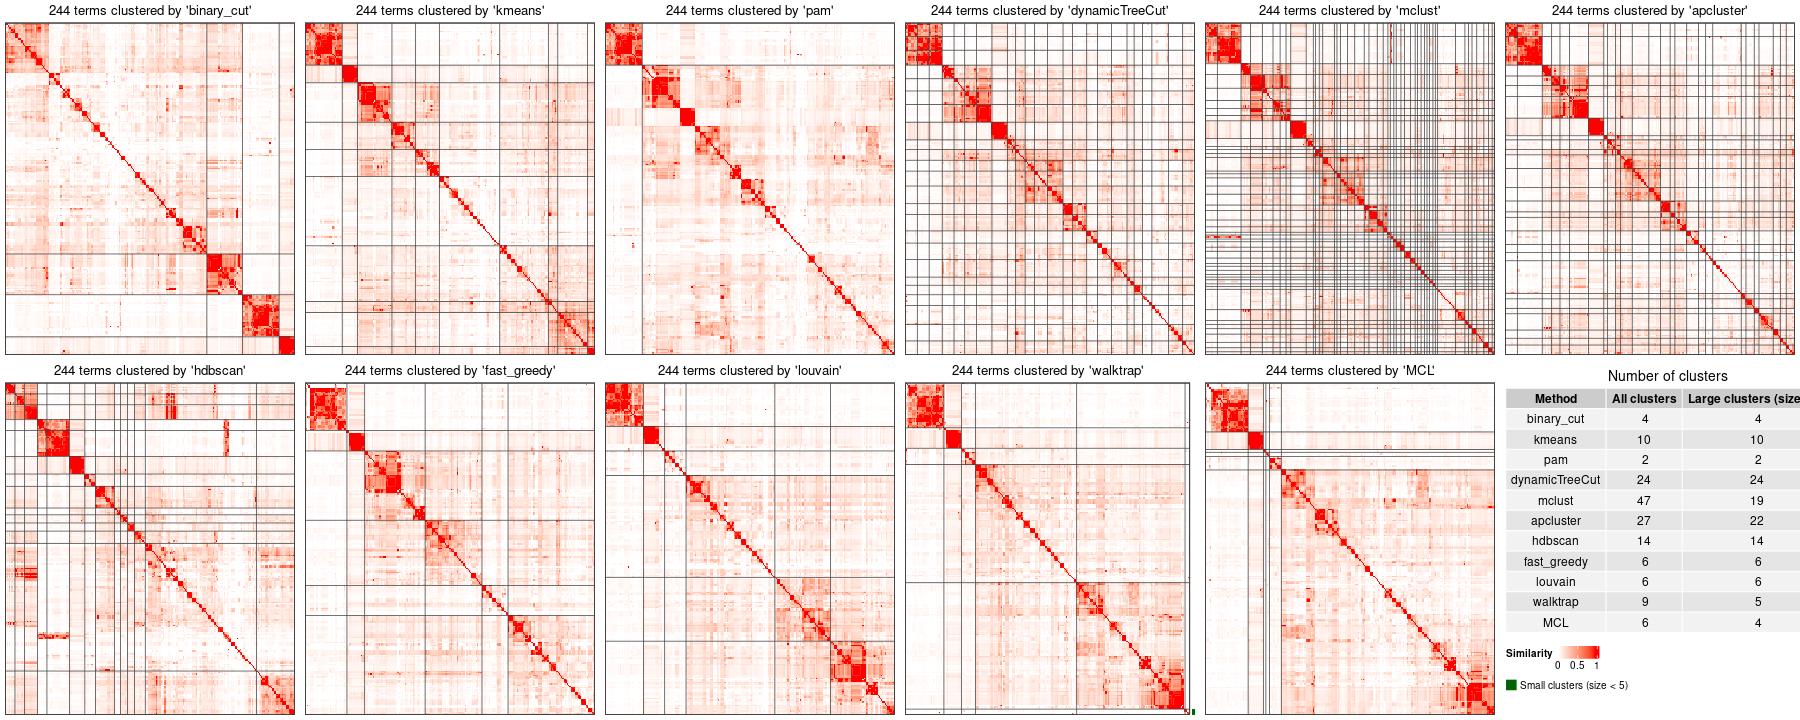 244 terms clustered by 'binary_cut'
244 terms clustered by 'kmeans'
244 terms clustered by 'pam'
244 terms clustered by 'dynamicTreeCut'
244 terms clustered by 'mclust'
244 terms clustered by 'apcluster'
244 terms clustered by 'hdbscan'
244 terms clustered by 'fast_greedy'
244 terms clustered by 'louvain'
244 terms clustered by 'walktrap'
244 terms clustered by 'MCL'
Number of clusters
Method All clusters Large clusters (size
binary_cut 4 4
kmeans 10 10
pam 2 2
dynamicTreeCut 24 24
mclust 47 19
apcluster 27 22
hdbscan 14 14
fast_greedy 6 6
louvain 6 6
walktrap 9 5
MCL 6 4
Similarity
0 0.5 1
Small clusters (size < 5)